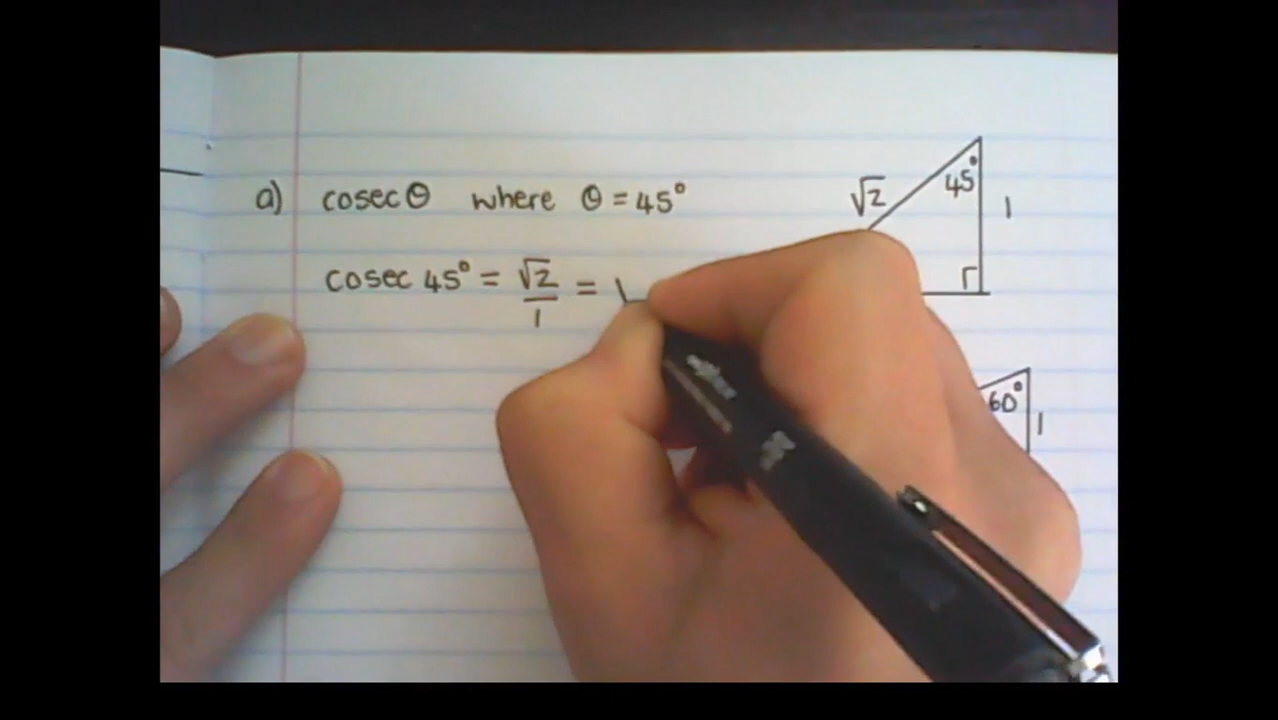 a) cosec θ where θ = 45°
√2
45°
1
cosec 45° = √2/1 =
60°
1